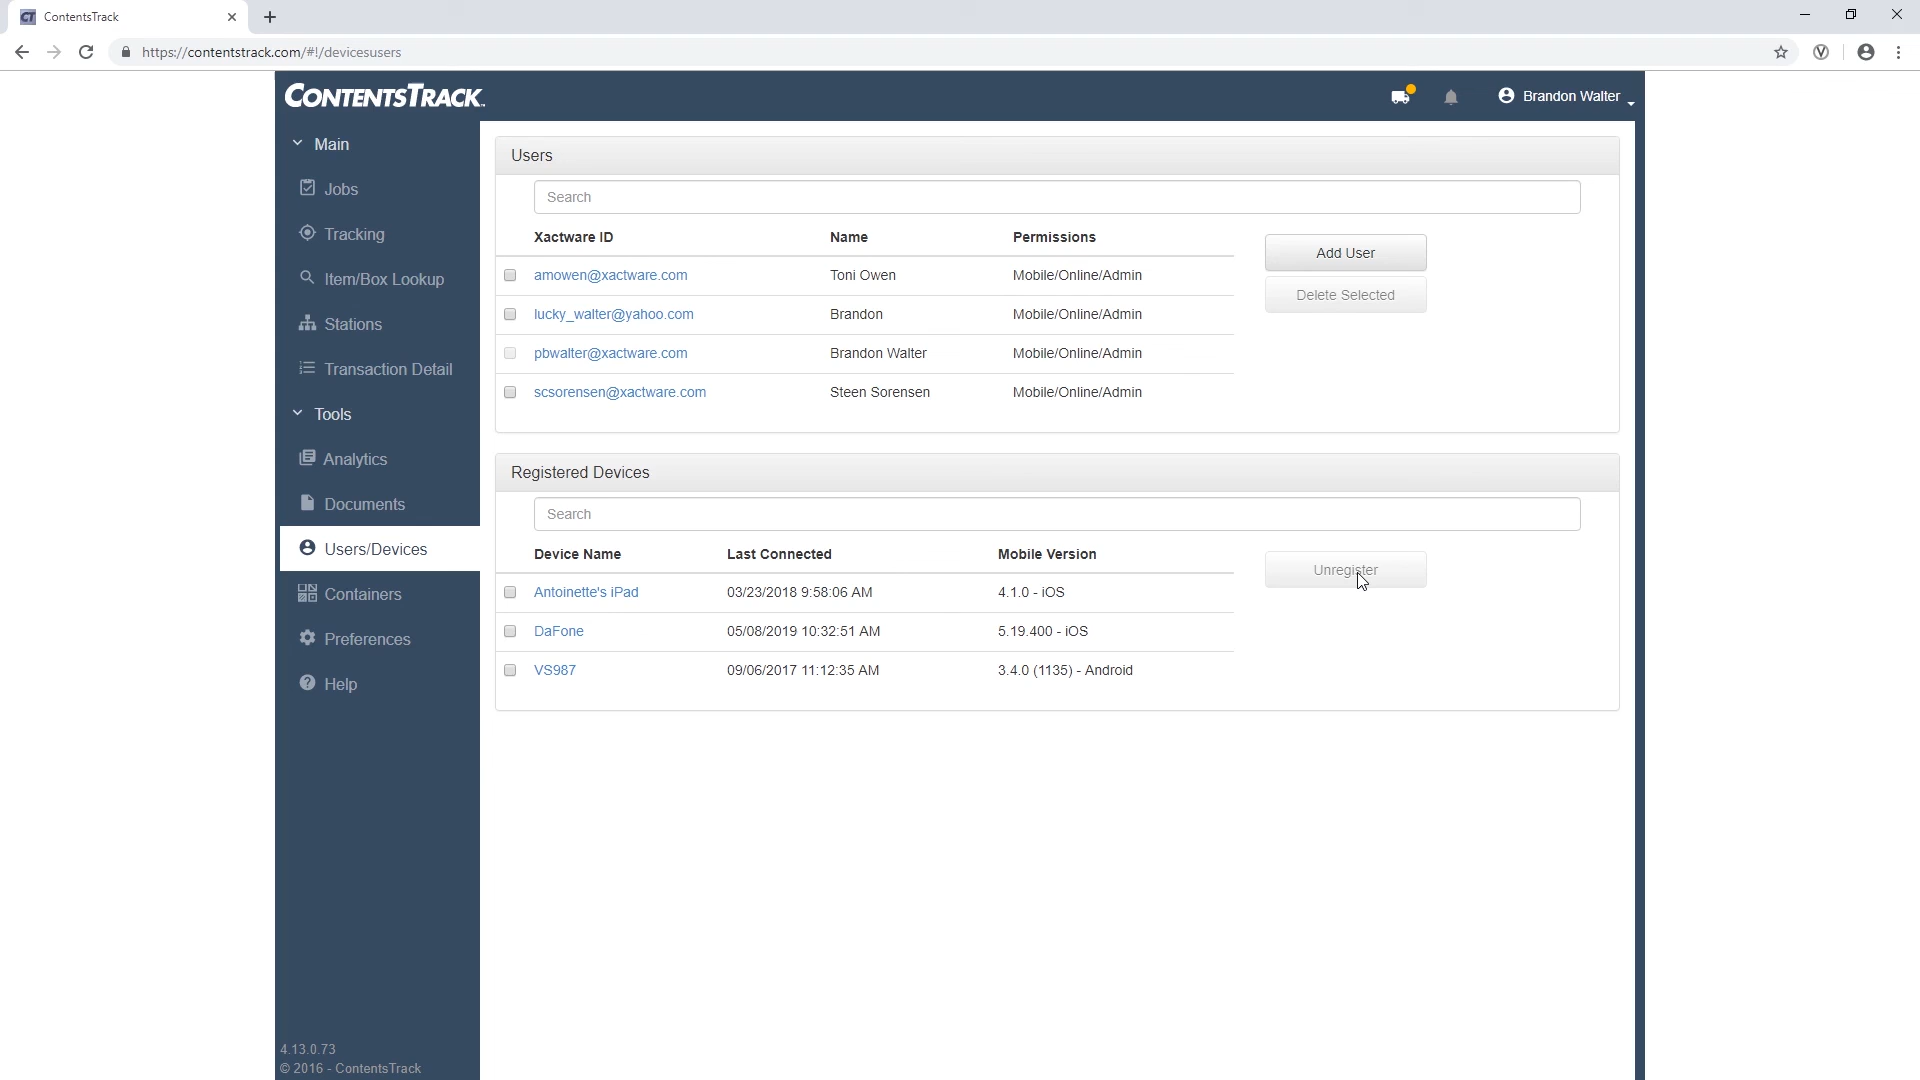 ContentsTrack
https://contentstrack.com/#!/devicesusers
CONTENTSTRACK
Brandon Walter
Main
Jobs
Tracking
Item/Box Lookup
Stations
Transaction Detail
Tools
Analytics
Documents
Users/Devices
Containers
Preferences
Help
4.13.0.73
© 2016 - ContentsTrack
Users
Search
Xactware ID Name Permissions
amowen@xactware.com Toni Owen Mobile/Online/Admin
lucky_walter@yahoo.com Brandon Mobile/Online/Admin
pbwalter@xactware.com Brandon Walter Mobile/Online/Admin
scsorensen@xactware.com Steen Sorensen Mobile/Online/Admin
Add User
Delete Selected
Registered Devices
Search
Device Name Last Connected Mobile Version
Antoinette's iPad 03/23/2018 9:58:06 AM 4.1.0 - iOS
DaFone 05/08/2019 10:32:51 AM 5.19.400 - iOS
VS987 09/06/2017 11:12:35 AM 3.4.0 (1135) - Android
Unregister